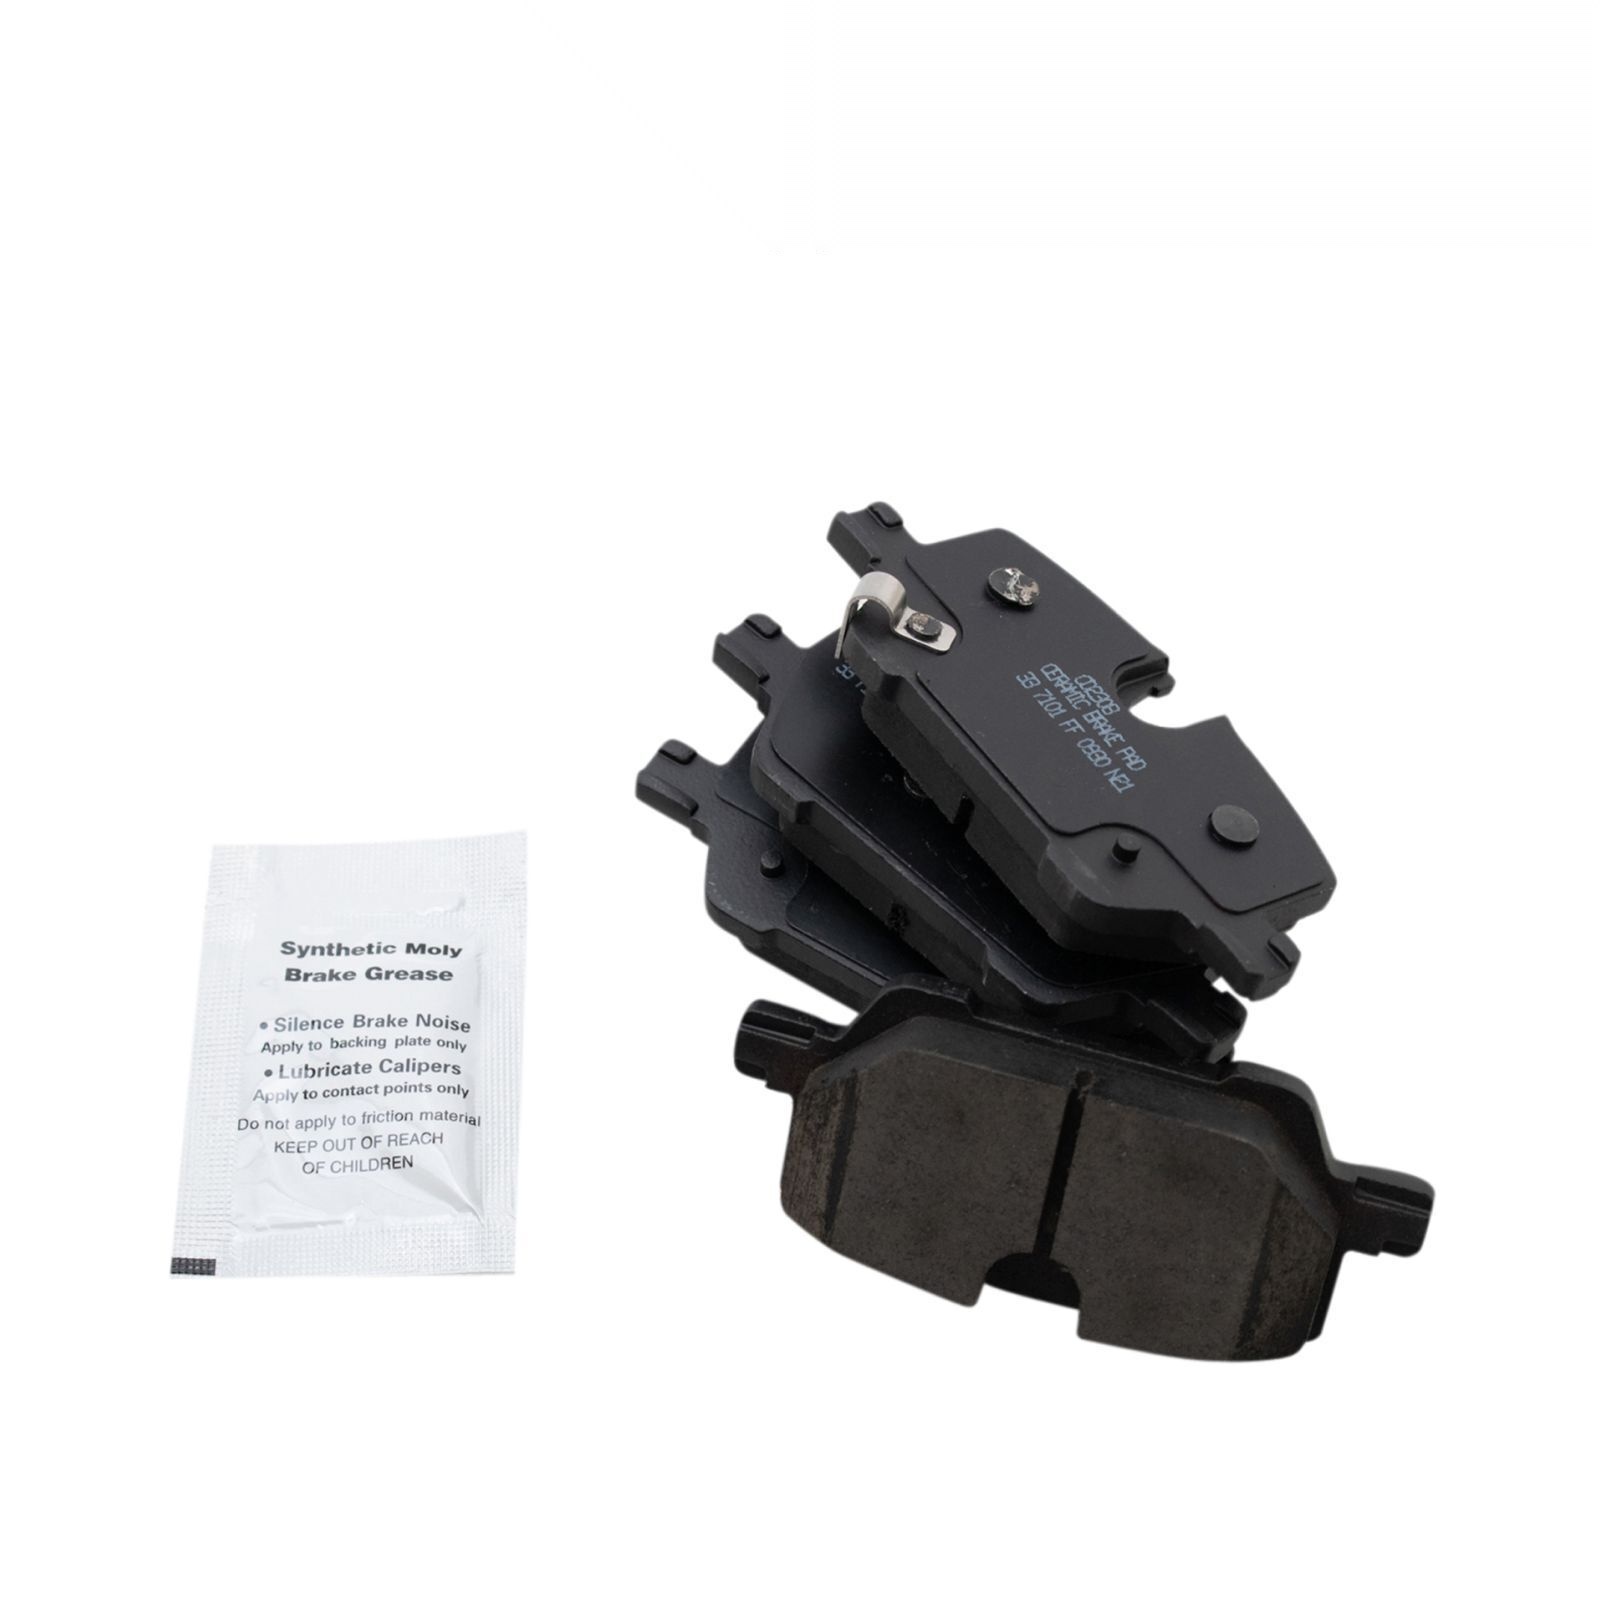 Synthetic Moly
Brake Grease
• Silence Brake Noise
Apply to backing plate only
• Lubricate Calipers
Apply to contact points only
Do not apply to friction material
KEEP OUT OF REACH
OF CHILDREN
CD2308
CERAMIC BRAKE PAD
3B 7101 FF 0930 N21